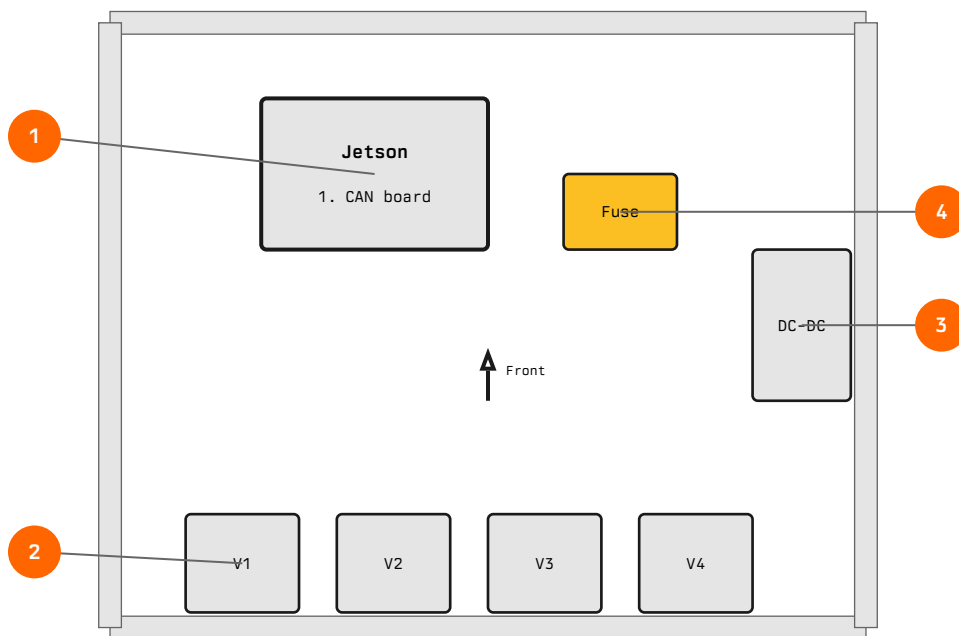 1
Jetson
1. CAN board
Fuse
4
DC-DC
3
Front
2
V1
V2
V3
V4